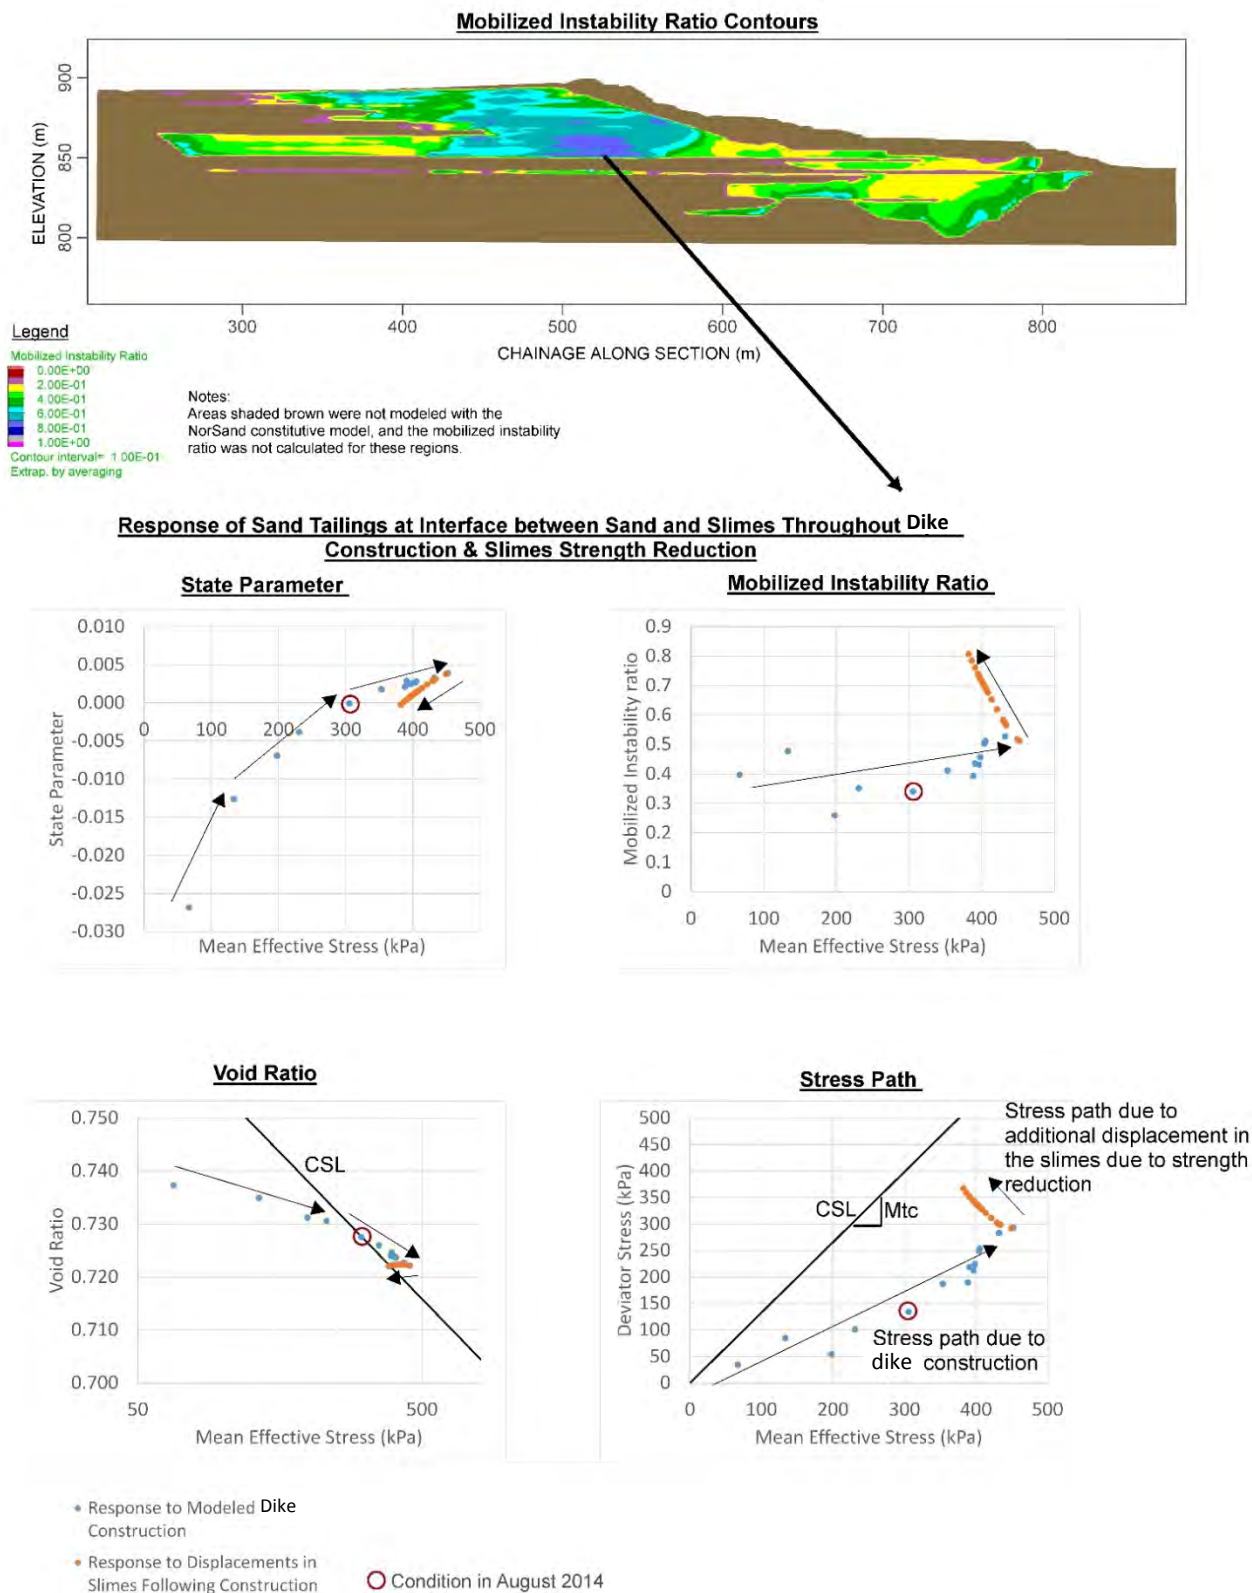 Mobilized Instability Ratio Contours
900
850
800
ELEVATION (m)
300 400 500 600 700 800
CHAINAGE ALONG SECTION (m)
Legend
Mobilized Instability Ratio
0.00E+00
2.00E-01
4.00E-01
6.00E-01
8.00E-01
1.00E+00
Contour interval= 1.00E-01
Extrap. by averaging
Notes:
Areas shaded brown were not modeled with the
NorSand constitutive model, and the mobilized instability
ratio was not calculated for these regions.
Response of Sand Tailings at Interface between Sand and Slimes Throughout Dike
Construction & Slimes Strength Reduction
State Parameter
0.010
0.005
0.000
-0.005
-0.010
-0.015
-0.020
-0.025
-0.030
0 100 200 300 400 500
State Parameter
Mean Effective Stress (kPa)
Mobilized Instability Ratio
0.9
0.8
0.7
0.6
0.5
0.4
0.3
0.2
0.1
0
Mobilized Instability ratio
0 100 200 300 400 500
Mean Effective Stress (kPa)
Void Ratio
0.750
0.740
0.730
0.720
0.710
0.700
CSL
Void Ratio
50 500
Mean Effective Stress (kPa)
Stress Path
500
450
400
350
300
250
200
150
100
50
0
Deviator Stress (kPa)
CSL Mtc
Stress path due to
additional displacement in
the slimes due to strength
reduction
Stress path due to
dike construction
0 100 200 300 400 500
Mean Effective Stress (kPa)
Response to Modeled Dike
Construction
Response to Displacements in
Slimes Following Construction
Condition in August 2014